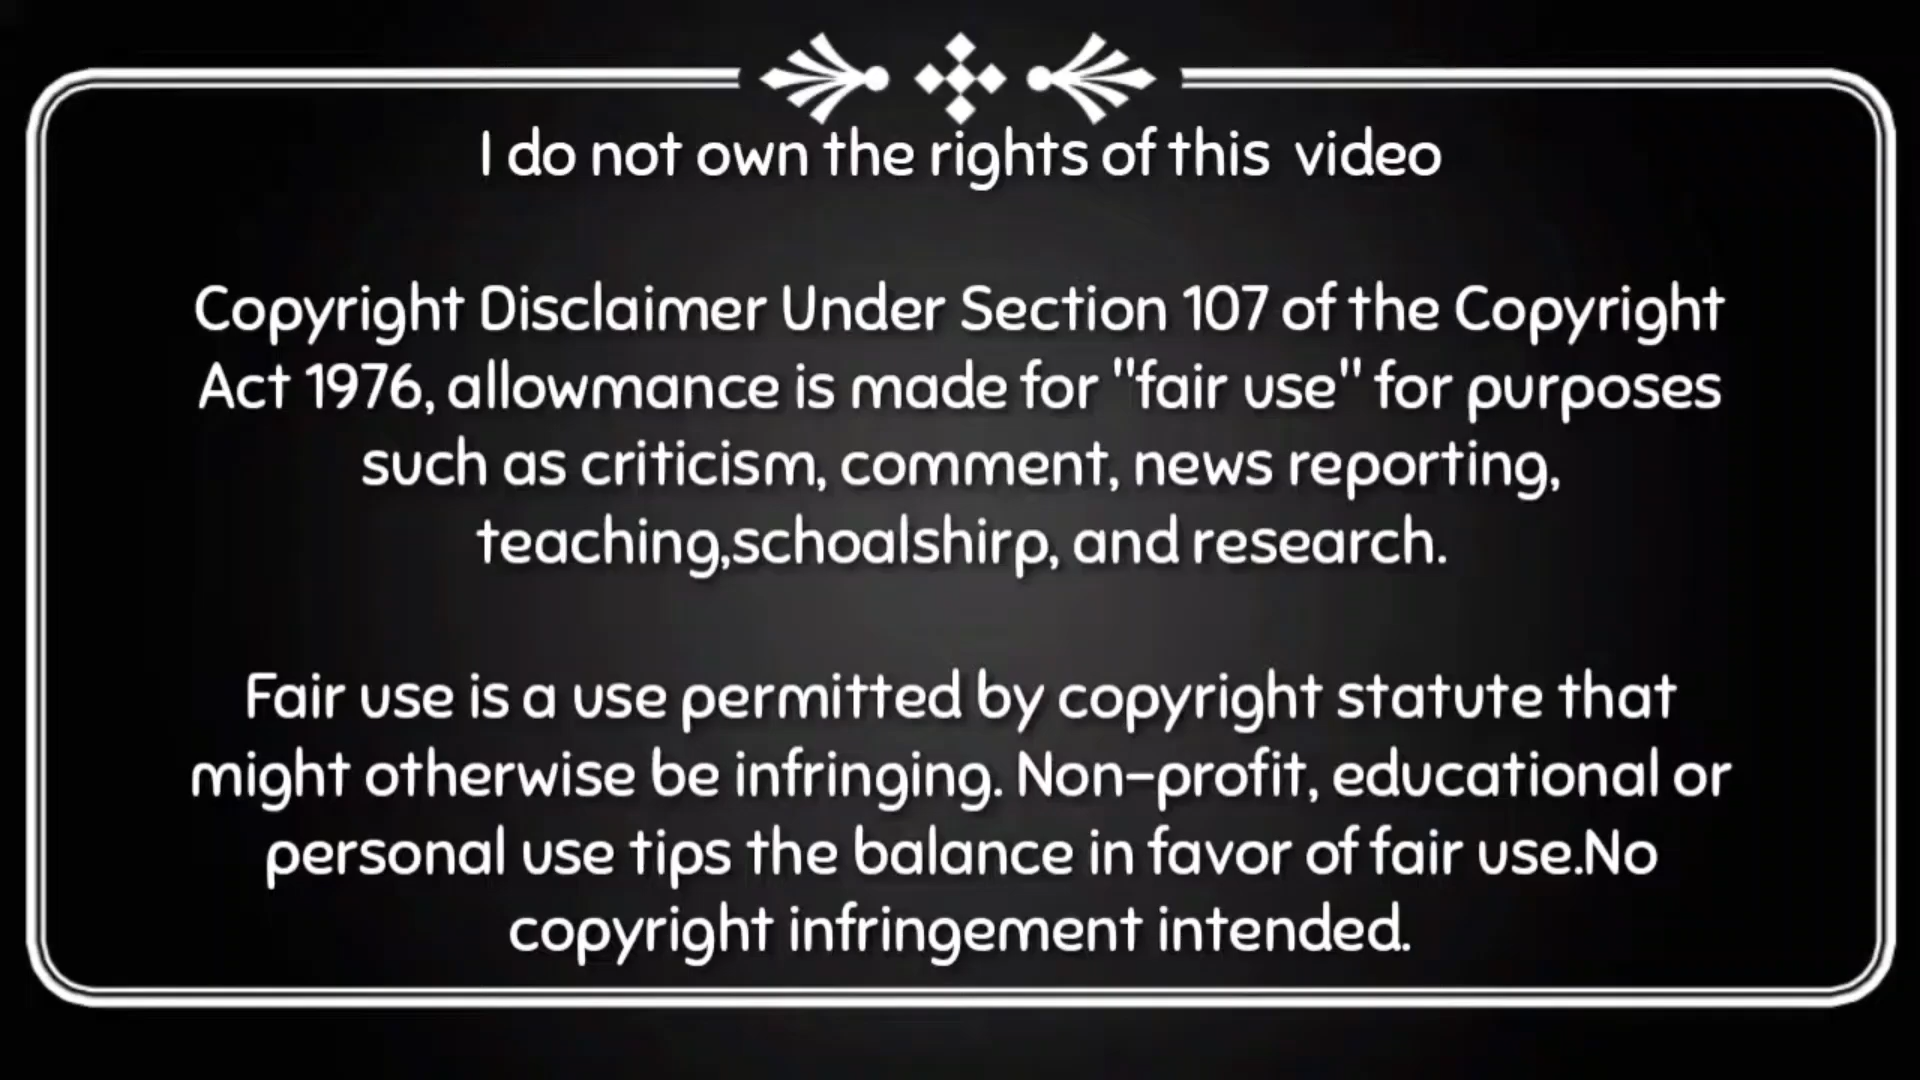 I do not own the rights of this  video
Copyright Disclaimer Under Section 107 of the Copyright
Act 1976, allowmance is made for "fair use" for purposes
such as criticism, comment, news reporting,
teaching,schoalshirp, and research.
Fair use is a use permitted by copyright statute that
might otherwise be infringing. Non-profit, educational or
personal use tips the balance in favor of fair use.No
copyright infringement intended.